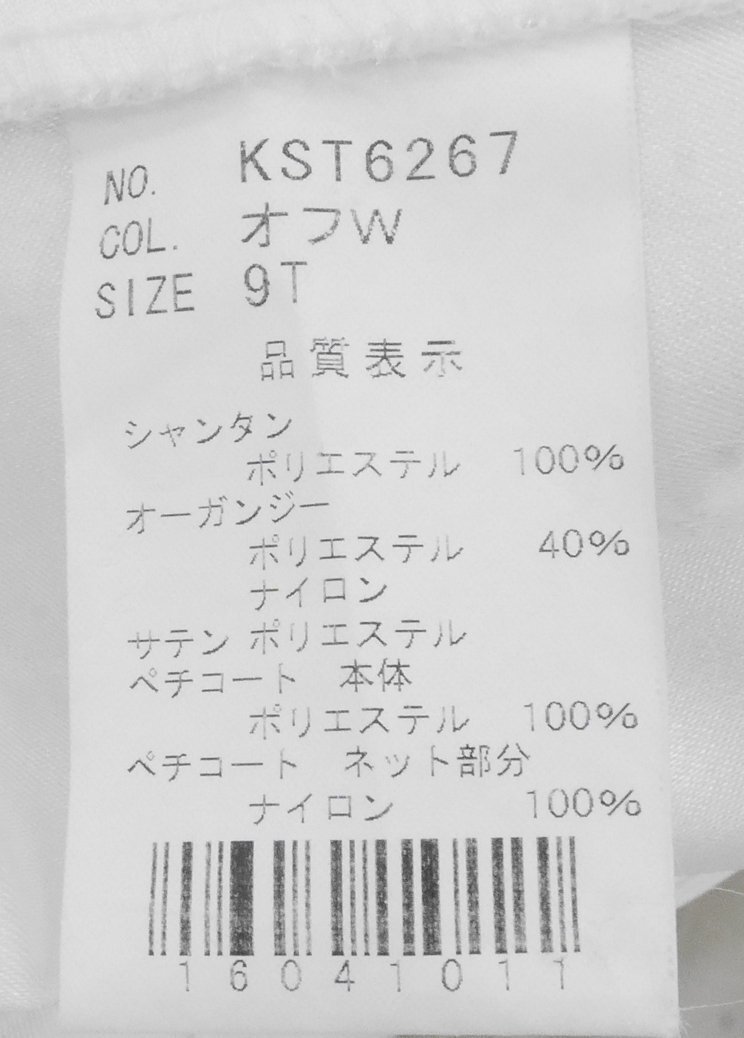 NO. KST6267
COL. オフW
SIZE 9T
品質表示
シャンタン
ポリエステル 100%
オーガンジー
ポリエステル 40%
ナイロン
サテン ポリエステル
ペチコート 本体
ポリエステル 100%
ペチコート ネット部分
ナイロン 100%
16041011